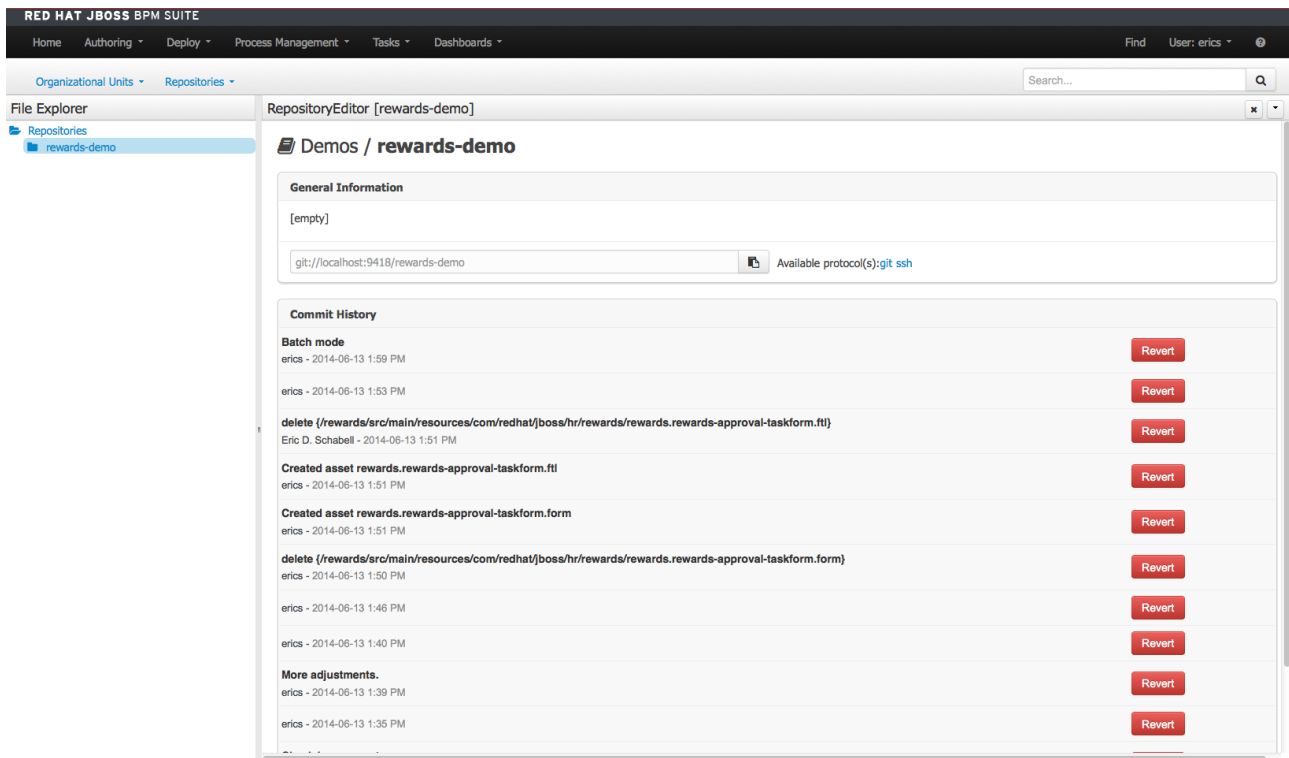 RED HAT JBOSS BPM SUITE
Home Authoring Deploy Process Management Tasks Dashboards Find User: erics
Organizational Units Repositories Search...
File Explorer
Repositories
rewards-demo
RepositoryEditor [rewards-demo]
Demos / rewards-demo
General Information
[empty]
git://localhost:9418/rewards-demo Available protocol(s):git ssh
Commit History
Batch mode
erics - 2014-06-13 1:59 PM
Revert
erics - 2014-06-13 1:53 PM
Revert
delete {/rewards/src/main/resources/com/redhat/jboss/hr/rewards/rewards.rewards-approval-taskform.ftl}
Eric D. Schabell - 2014-06-13 1:51 PM
Revert
Created asset rewards.rewards-approval-taskform.ftl
erics - 2014-06-13 1:51 PM
Revert
Created asset rewards.rewards-approval-taskform.form
erics - 2014-06-13 1:51 PM
Revert
delete {/rewards/src/main/resources/com/redhat/jboss/hr/rewards/rewards.rewards-approval-taskform.form}
erics - 2014-06-13 1:50 PM
Revert
erics - 2014-06-13 1:46 PM
Revert
erics - 2014-06-13 1:40 PM
Revert
More adjustments.
erics - 2014-06-13 1:39 PM
Revert
erics - 2014-06-13 1:35 PM
Revert